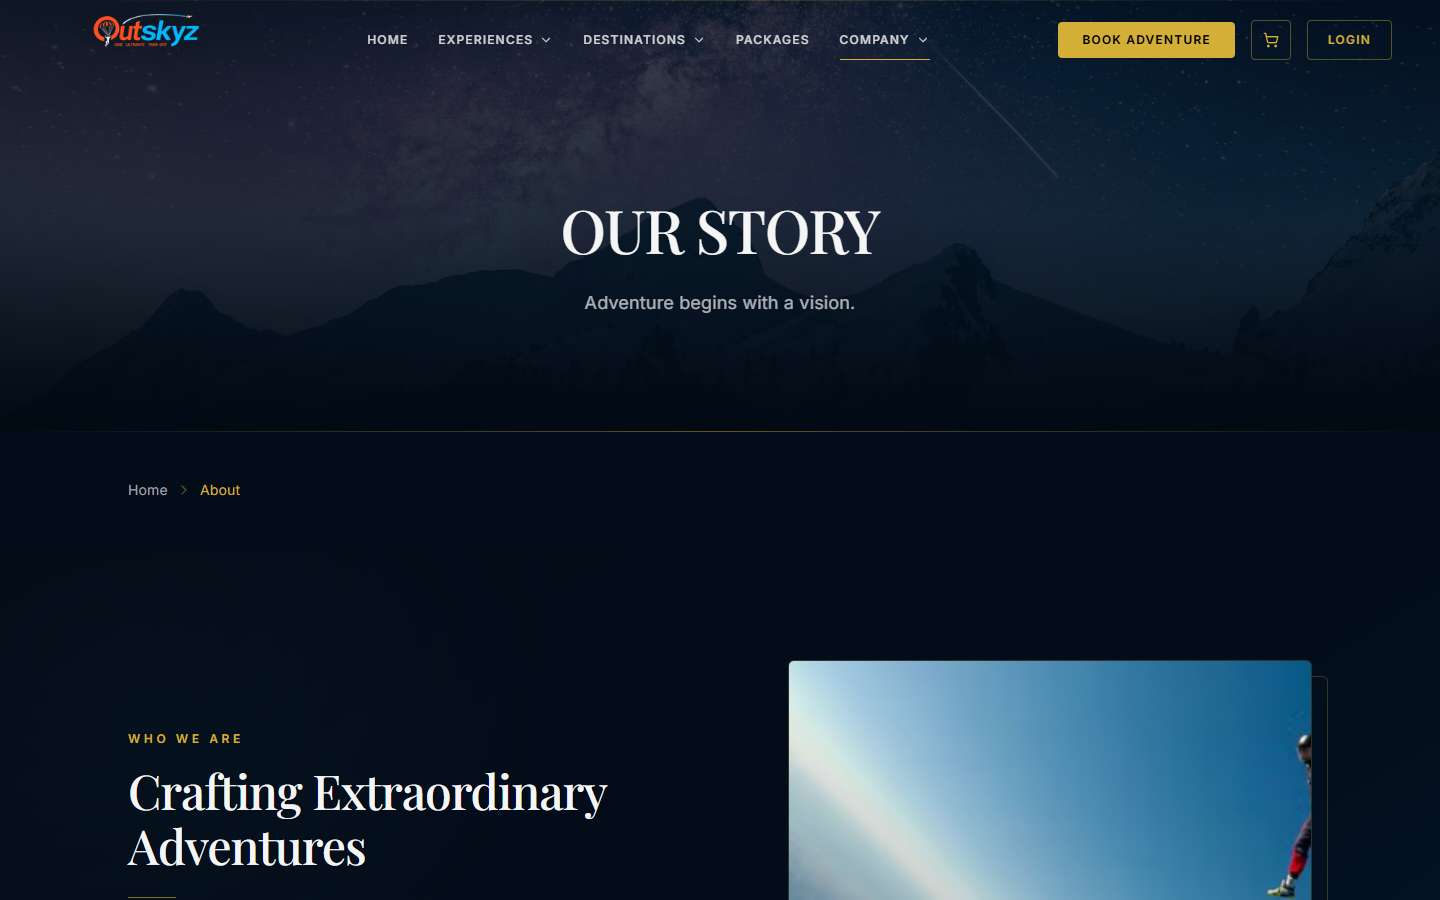 Outskyz
HOME
EXPERIENCES
DESTINATIONS
PACKAGES
COMPANY
BOOK ADVENTURE
LOGIN
OUR STORY
Adventure begins with a vision.
Home
About
WHO WE ARE
Crafting Extraordinary
Adventures